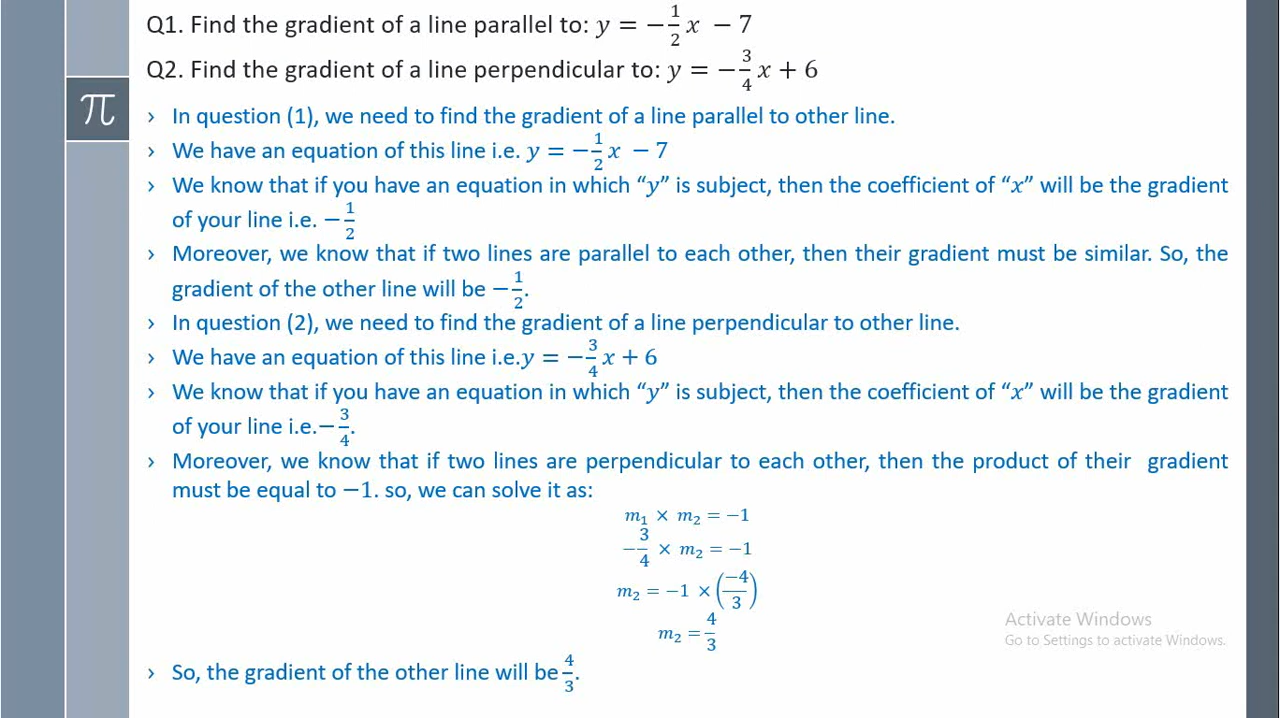 Q1. Find the gradient of a line parallel to: y = −1/2 x − 7
Q2. Find the gradient of a line perpendicular to: y = −3/4 x + 6
π
› In question (1), we need to find the gradient of a line parallel to other line.
› We have an equation of this line i.e. y = −1/2 x − 7
› We know that if you have an equation in which “y” is subject, then the coefficient of “x” will be the gradient
of your line i.e. −1/2
› Moreover, we know that if two lines are parallel to each other, then their gradient must be similar. So, the
gradient of the other line will be −1/2.
› In question (2), we need to find the gradient of a line perpendicular to other line.
› We have an equation of this line i.e.y = −3/4 x + 6
› We know that if you have an equation in which “y” is subject, then the coefficient of “x” will be the gradient
of your line i.e.−3/4.
› Moreover, we know that if two lines are perpendicular to each other, then the product of their gradient
must be equal to −1. so, we can solve it as:
m₁ × m₂ = −1
−3/4 × m₂ = −1
m₂ = −1 × (−4/3)
m₂ = 4/3
› So, the gradient of the other line will be 4/3.
Activate Windows
Go to Settings to activate Windows.